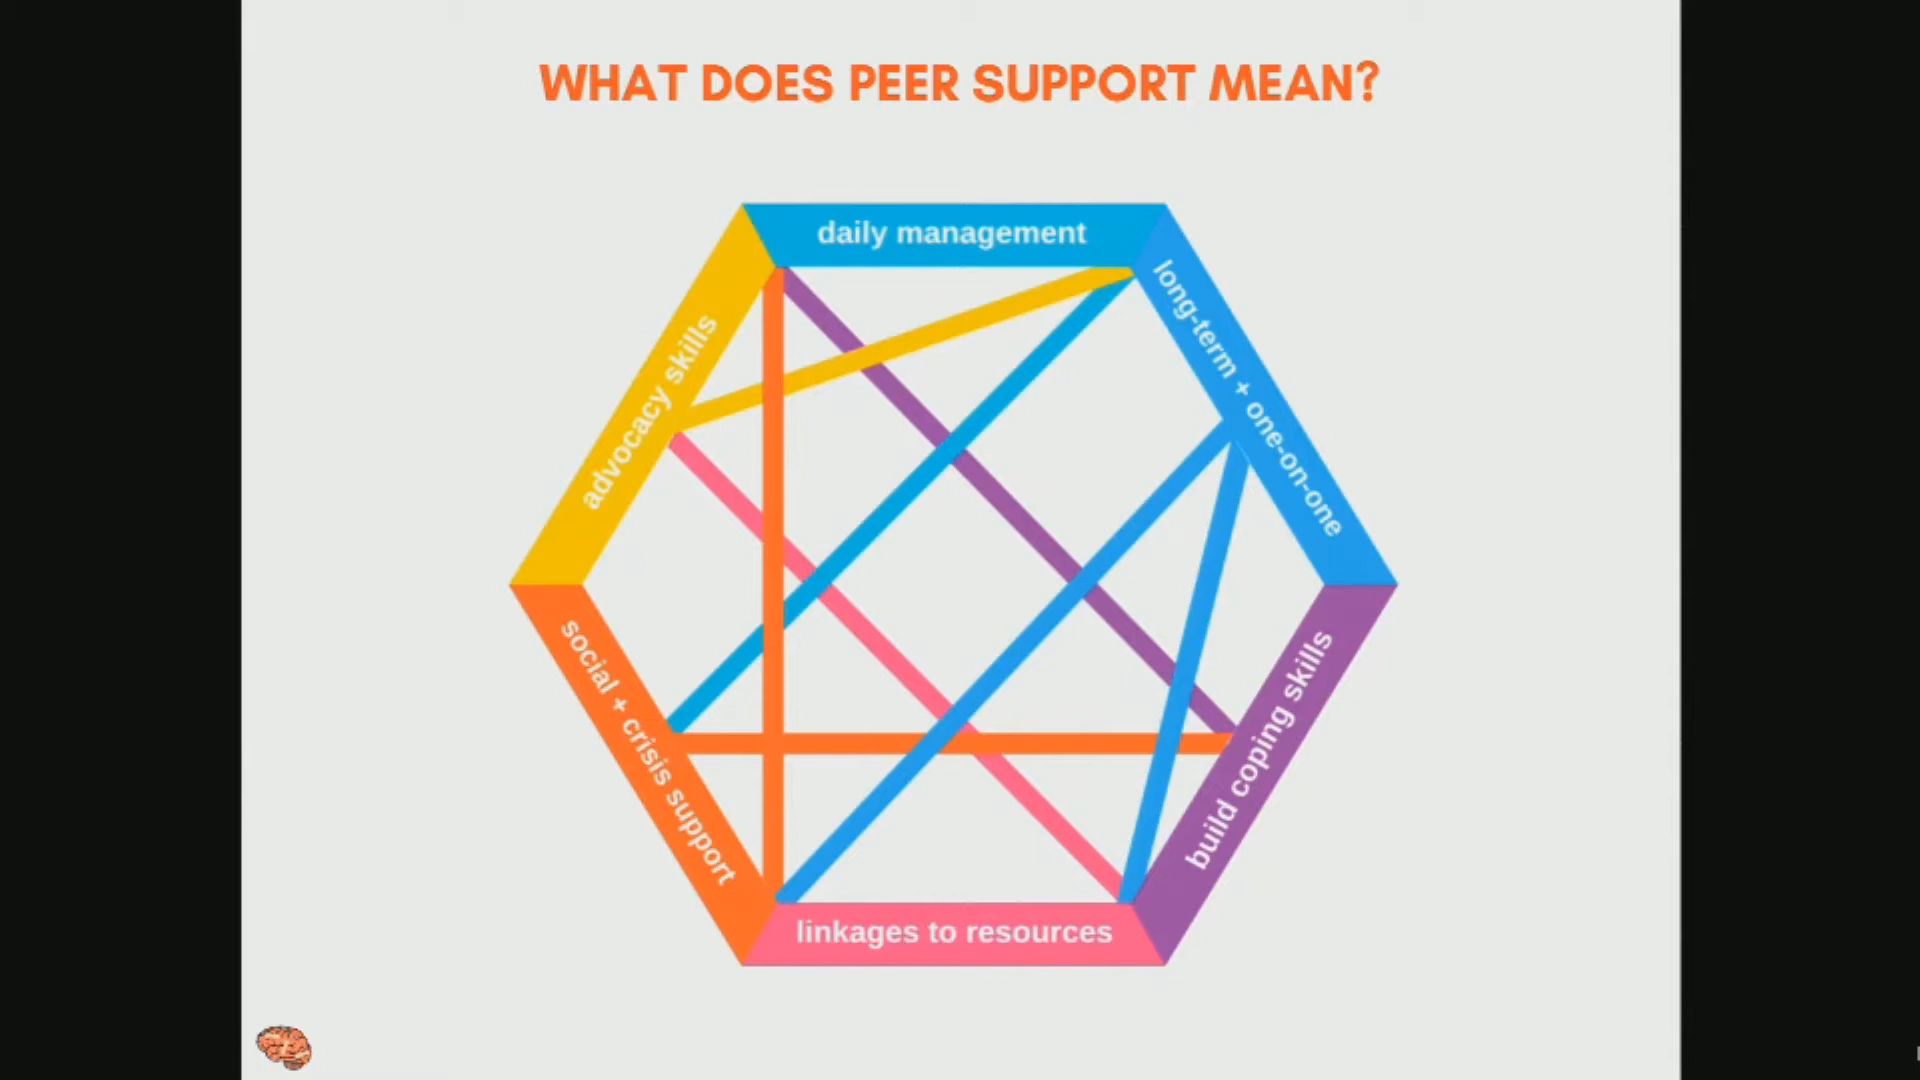 WHAT DOES PEER SUPPORT MEAN?
daily management
long-term + one-on-one
advocacy skills
social + crisis support
build coping skills
linkages to resources